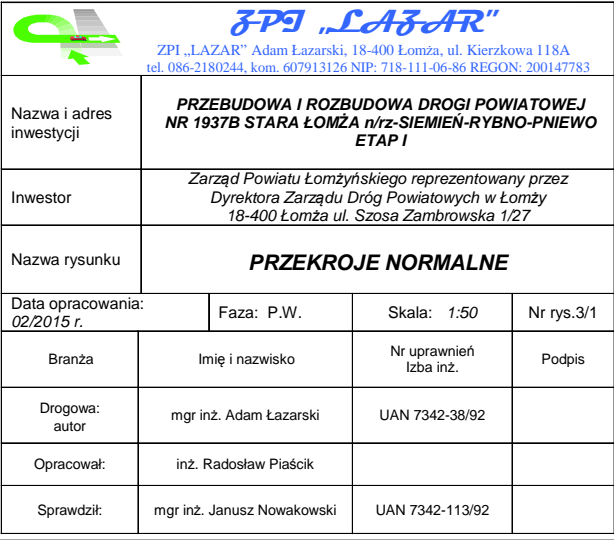 ZPI „LAZAR”
ZPI „LAZAR” Adam Łazarski, 18-400 Łomża, ul. Kierzkowa 118A
tel. 086-2180244, kom. 607913126 NIP: 718-111-06-86 REGON: 200147783
Nazwa i adres
inwestycji
PRZEBUDOWA I ROZBUDOWA DROGI POWIATOWEJ
NR 1937B STARA ŁOMŻA n/rz-SIEMIEŃ-RYBNO-PNIEWO
ETAP I
Inwestor
Zarząd Powiatu Łomżyńskiego reprezentowany przez
Dyrektora Zarządu Dróg Powiatowych w Łomży
18-400 Łomża ul. Szosa Zambrowska 1/27
Nazwa rysunku
PRZEKROJE NORMALNE
Data opracowania:
02/2015 r.
Faza: P.W.
Skala: 1:50
Nr rys.3/1
Branża
Imię i nazwisko
Nr uprawnień
Izba inż.
Podpis
Drogowa:
autor
mgr inż. Adam Łazarski
UAN 7342-38/92
Opracował:
inż. Radosław Piaścik
Sprawdził:
mgr inż. Janusz Nowakowski
UAN 7342-113/92